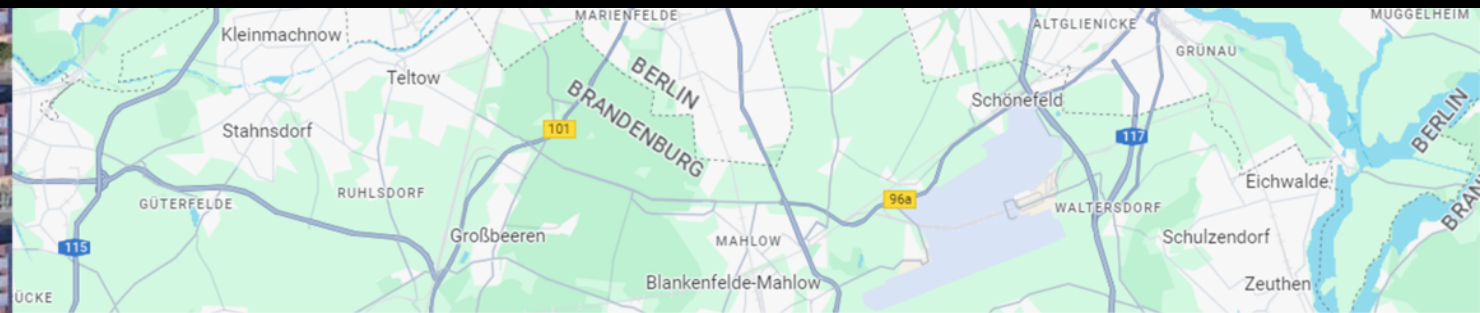 MARIENFELDE
MÜGGELHEIM
ALTGLIENICKE
Kleinmachnow
GRÜNAU
Teltow
BERLIN
BRANDENBURG
Schönefeld
BERLIN
Stahnsdorf
101
117
Eichwalde
RUHLSDORF
GÜTERFELDE
96a
WALTERSDORF
BRAN
Großbeeren
MAHLOW
Schulzendorf
115
Blankenfelde-Mahlow
Zeuthen
ÜCKE